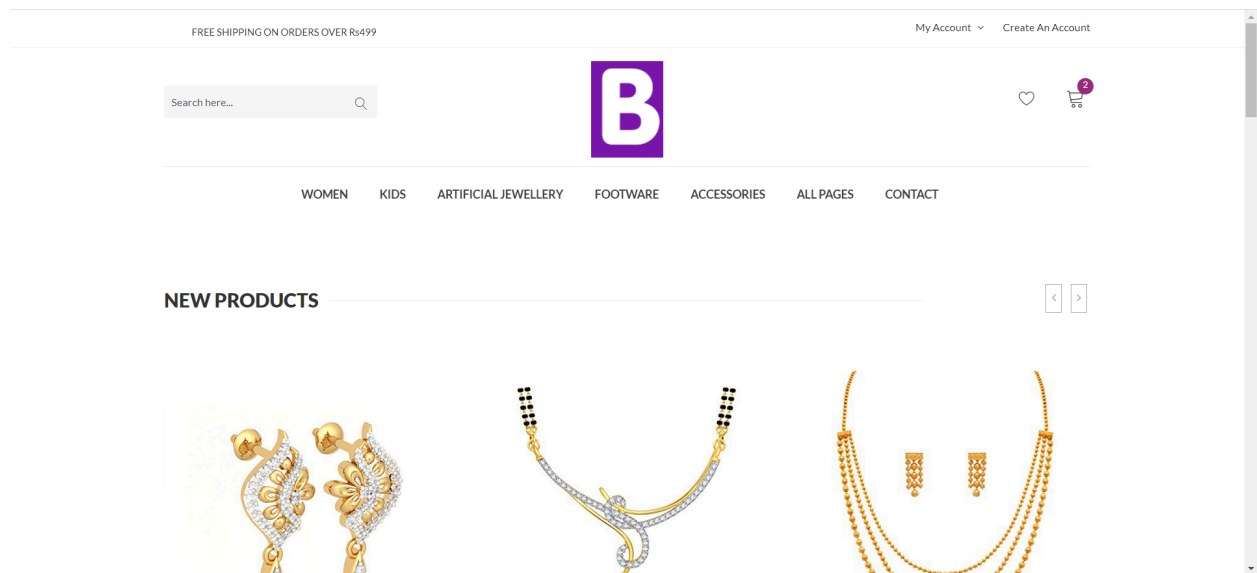 FREE SHIPPING ON ORDERS OVER Rs499
My Account
Create An Account
Search here...
B
2
WOMEN KIDS ARTIFICIAL JEWELLERY FOOTWARE ACCESSORIES ALL PAGES CONTACT
NEW PRODUCTS